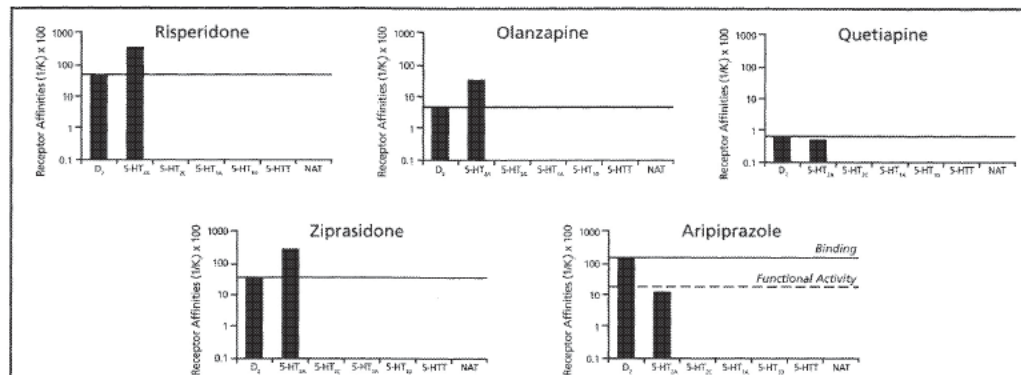 Risperidone
Receptor Affinities (1/Kᵢ) x 100
1000
100
10
1
0.1
D₂ 5-HT₂A 5-HT₂C 5-HT₁A 5-HT₁D 5-HTT NAT
Olanzapine
Receptor Affinities (1/Kᵢ) x 100
1000
100
10
1
0.1
D₂ 5-HT₂A 5-HT₂C 5-HT₁A 5-HT₁D 5-HTT NAT
Quetiapine
Receptor Affinities (1/Kᵢ) x 100
1000
100
10
1
0.1
D₂ 5-HT₂A 5-HT₂C 5-HT₁A 5-HT₁D 5-HTT NAT
Ziprasidone
Receptor Affinities (1/Kᵢ) x 100
1000
100
10
1
0.1
D₂ 5-HT₂A 5-HT₂C 5-HT₁A 5-HT₁D 5-HTT NAT
Aripiprazole
Receptor Affinities (1/Kᵢ) x 100
1000
100
10
1
0.1
Binding
Functional Activity
D₂ 5-HT₂A 5-HT₂C 5-HT₁A 5-HT₁D 5-HTT NAT